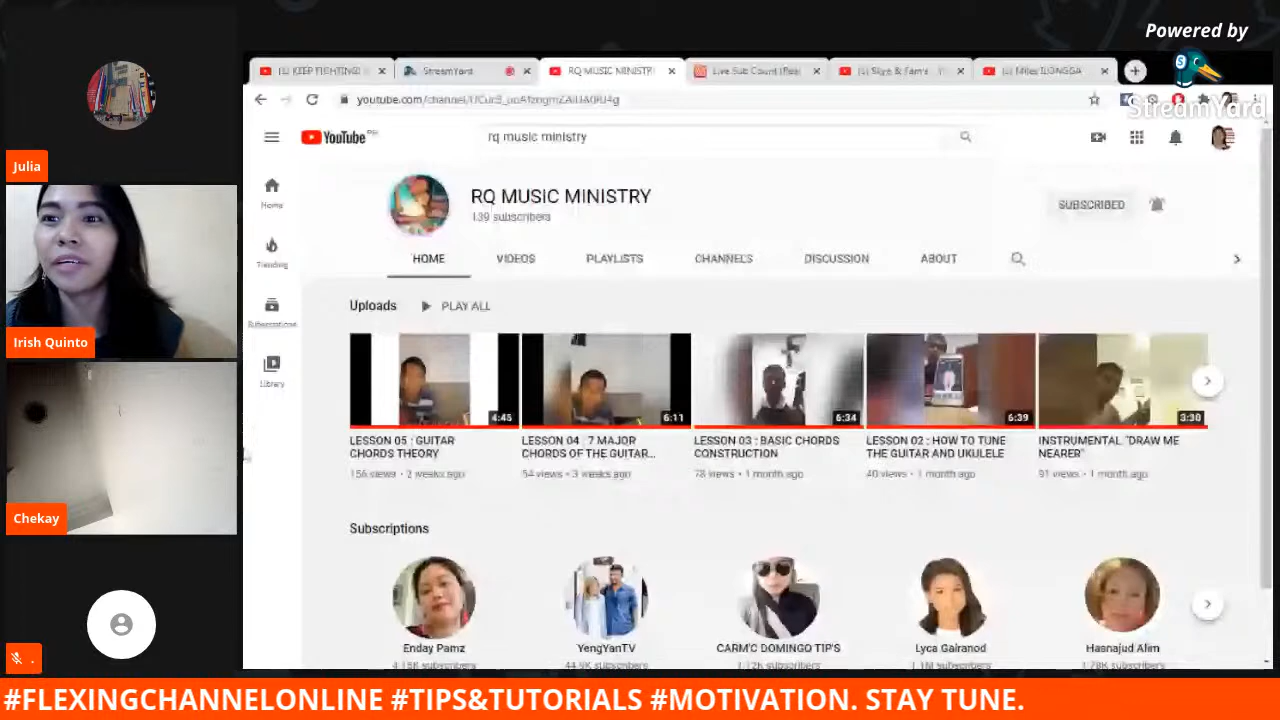 Powered by
StreamYard
StreamYard
RQ MUSIC MINISTR
Live Sub Count (Real
YouTube
rq music ministry
Home
Trending
Library
RQ MUSIC MINISTRY
139 subscribers
SUBSCRIBED
HOME VIDEOS PLAYLISTS CHANNELS DISCUSSION ABOUT
Uploads PLAY ALL
4:45
6:11
6:34
6:39
3:30
LESSON 05 : GUITAR
CHORDS THEORY
156 views • 2 weeks ago
LESSON 04 : 7 MAJOR
CHORDS OF THE GUITAR...
54 views • 3 weeks ago
LESSON 03 : BASIC CHORDS
CONSTRUCTION
78 views • 1 month ago
LESSON 02 : HOW TO TUNE
THE GUITAR AND UKULELE
40 views • 1 month ago
INSTRUMENTAL "DRAW ME
NEARER"
91 views • 1 month ago
Subscriptions
Enday Pamz
YengYanTV
CARM'C DOMINGO TIP'S
Lyca Gairanod
Hasnajud Alim
Julia
Irish Quinto
Chekay
.
#FLEXINGCHANNELONLINE #TIPS&TUTORIALS #MOTIVATION. STAY TUNE.